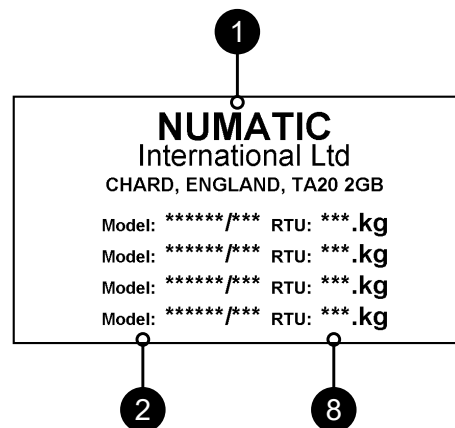 1
NUMATIC
International Ltd
CHARD, ENGLAND, TA20 2GB
Model: ******/*** RTU: ***.kg
Model: ******/*** RTU: ***.kg
Model: ******/*** RTU: ***.kg
Model: ******/*** RTU: ***.kg
2 8